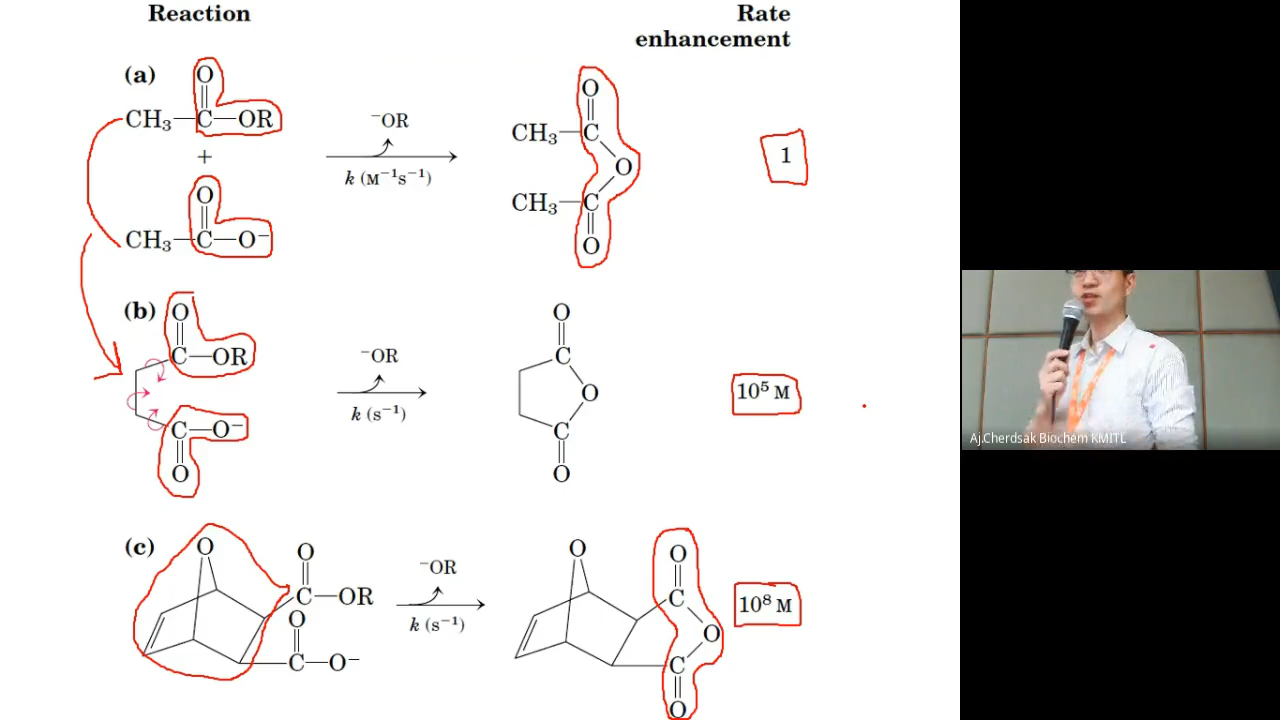 Reaction
Rate
enhancement
(a)
O
CH₃—C—OR
+
O
CH₃—C—O⁻
⁻OR
k (M⁻¹s⁻¹)
O
CH₃—C
O
CH₃—C
O
1
(b)
O
C—OR
C—O⁻
O
⁻OR
k (s⁻¹)
O
C
O
C
O
10⁵ M
(c)
O
O
C—OR
O
C—O⁻
⁻OR
k (s⁻¹)
O
O
C
O
C
O
10⁸ M
Aj.Cherdsak Biochem KMITL